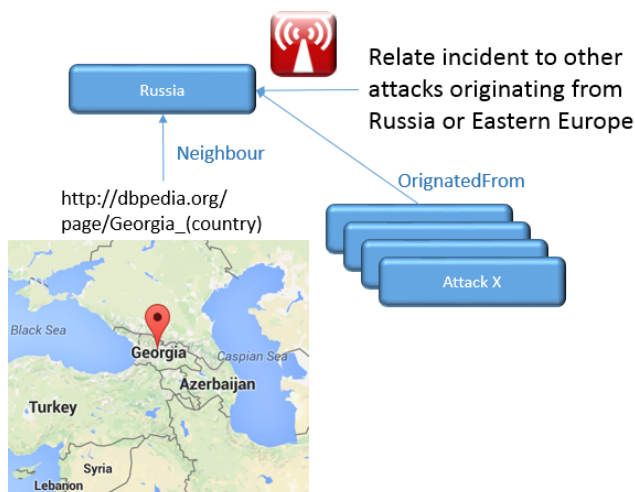 Relate incident to other
attacks originating from
Russia or Eastern Europe
Russia
Neighbour
http://dbpedia.org/
page/Georgia_(country)
OrignatedFrom
Attack X
Black Sea
Georgia
Caspian Sea
Azerbaijan
Turkey
Syria
Lebanon